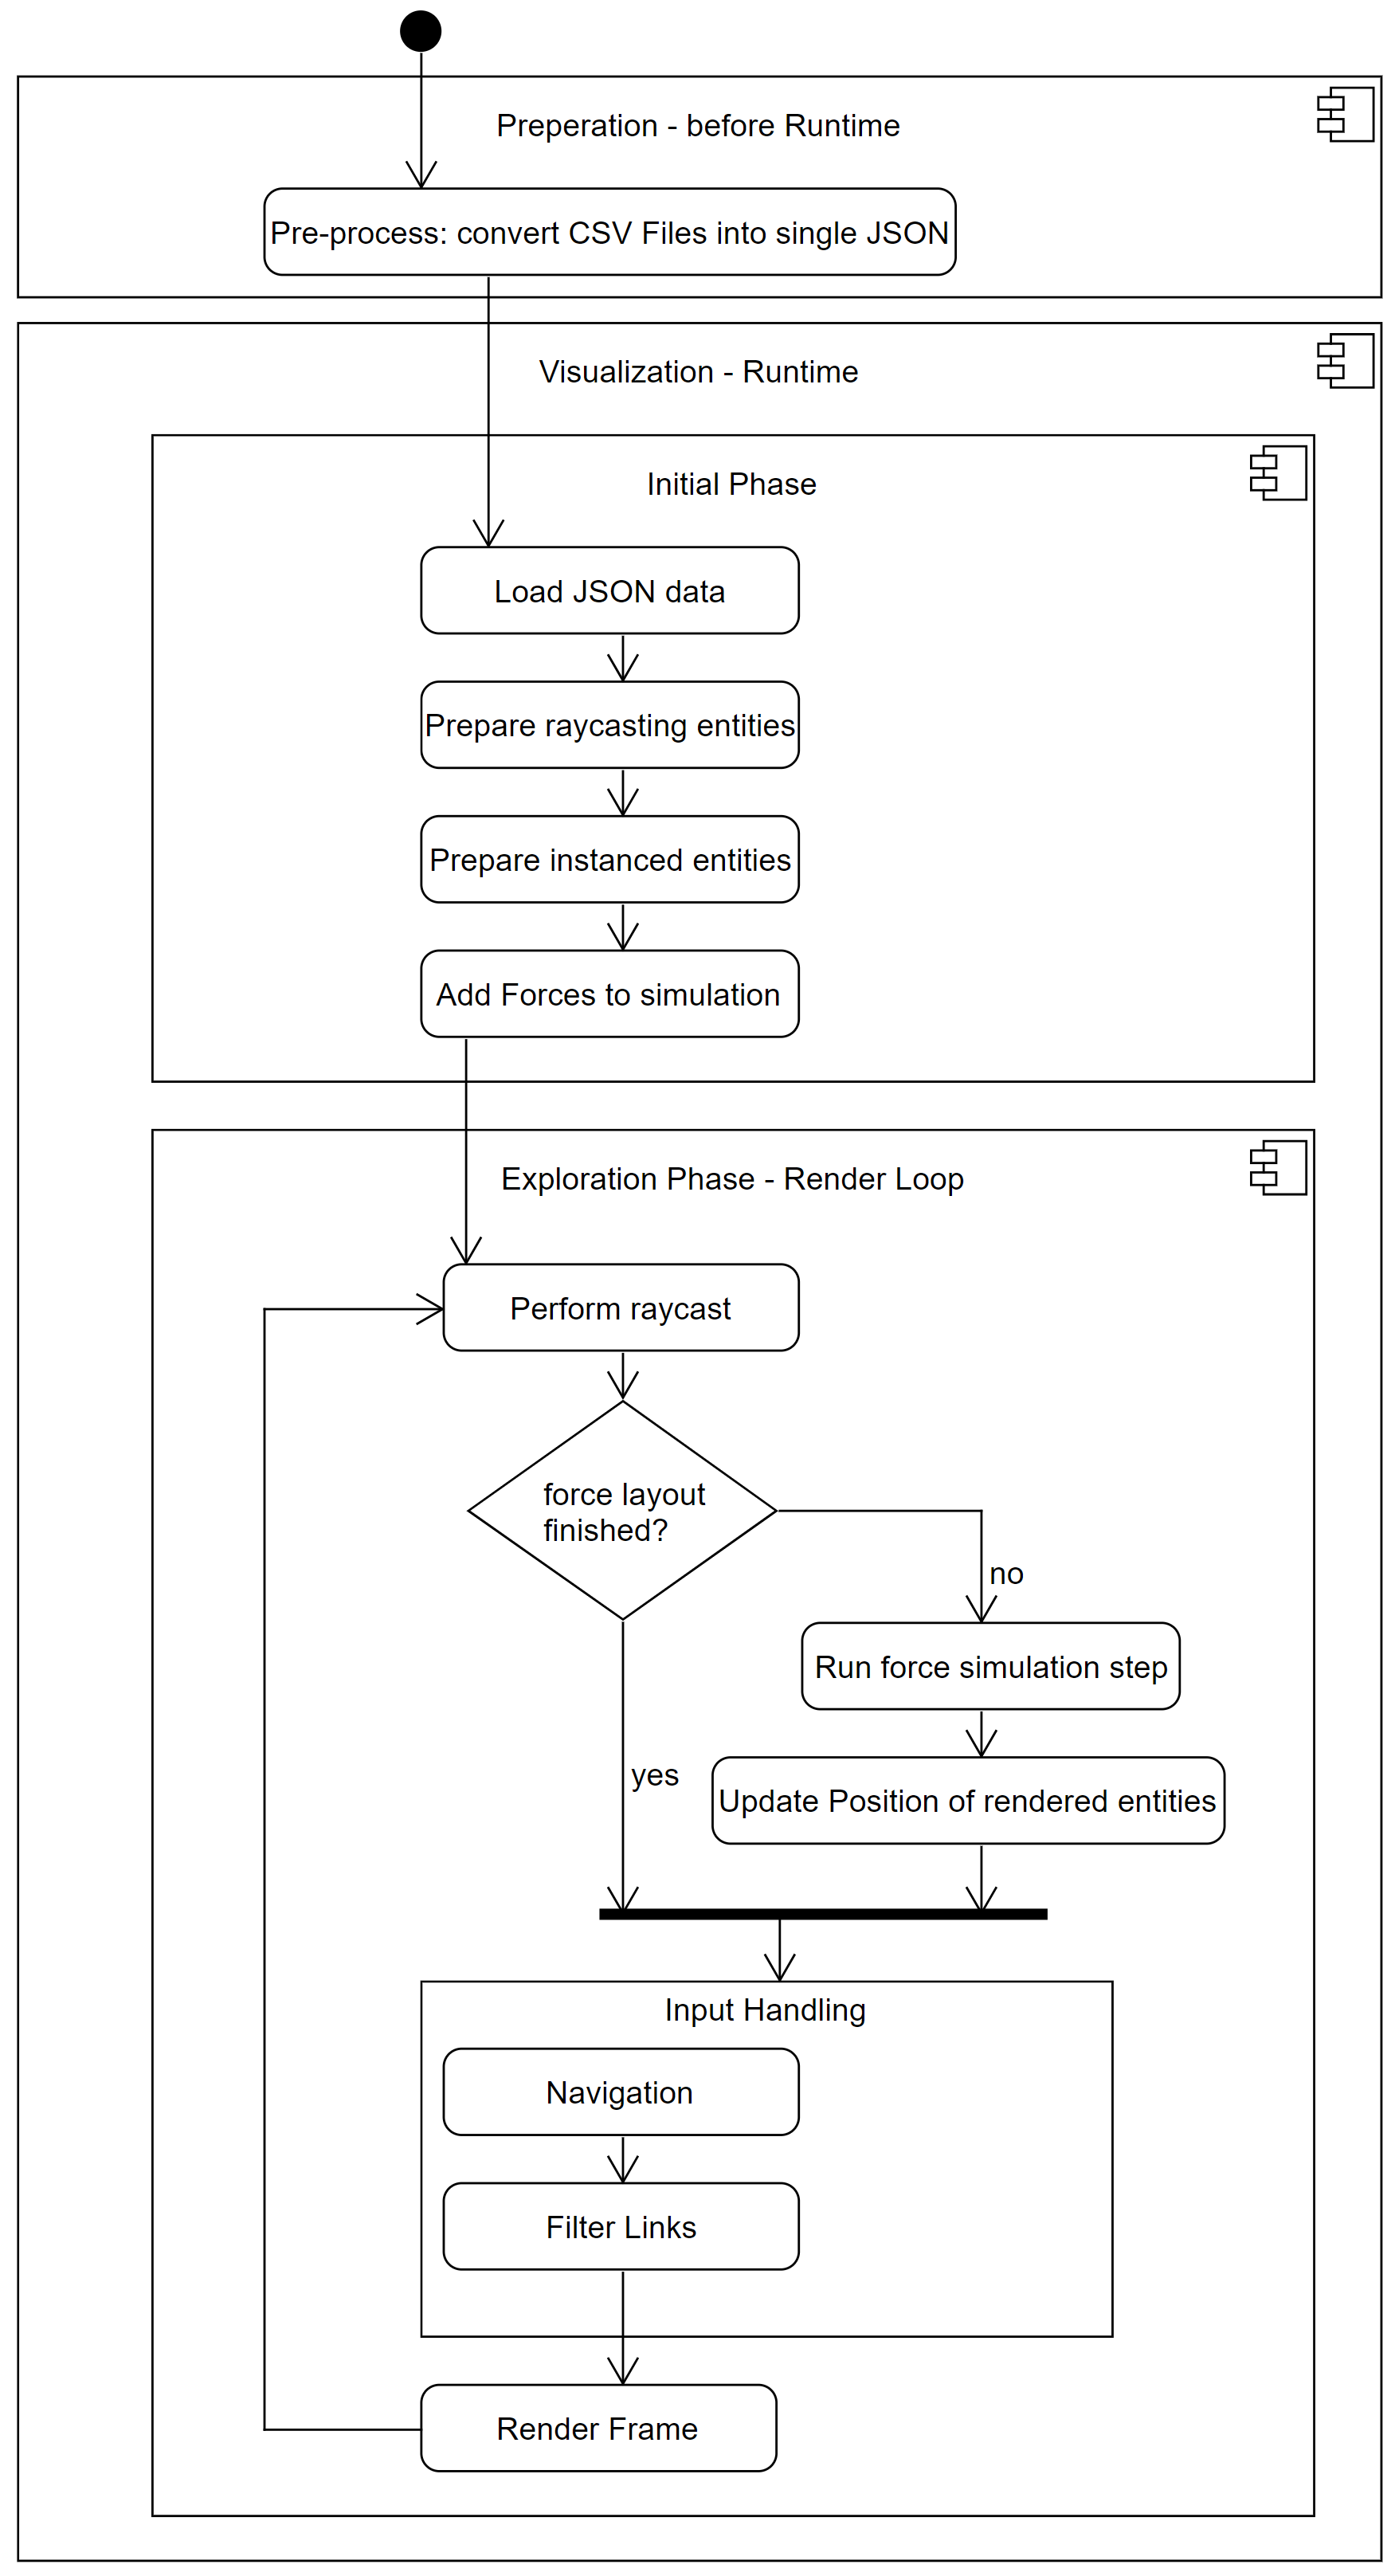 Preperation - before Runtime
Pre-process: convert CSV Files into single JSON
Visualization - Runtime
Initial Phase
Load JSON data
Prepare raycasting entities
Prepare instanced entities
Add Forces to simulation
Exploration Phase - Render Loop
Perform raycast
force layout
finished?
no
Run force simulation step
yes
Update Position of rendered entities
Input Handling
Navigation
Filter Links
Render Frame